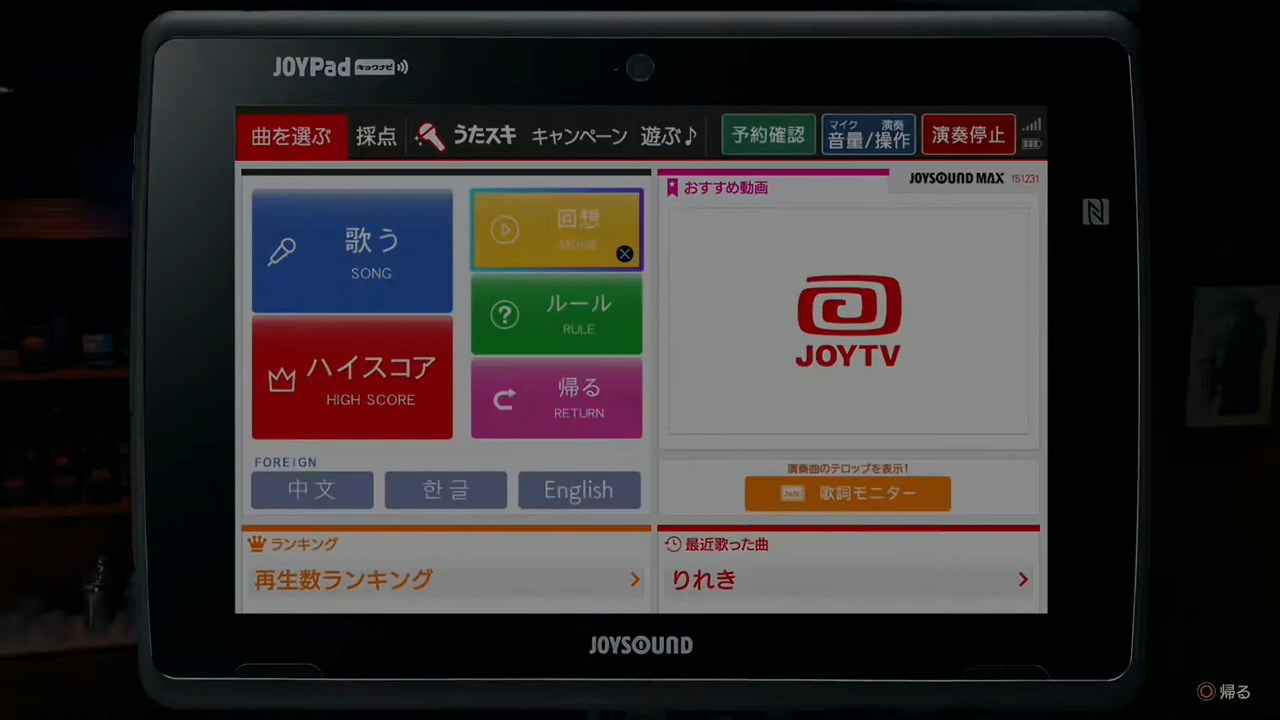 JOYPad キョクナビ
曲を選ぶ 採点 うたスキ キャンペーン 遊ぶ♪ 予約確認 マイク音量/演奏操作 演奏停止
歌う
SONG
回想
MOVIE
ハイスコア
HIGH SCORE
ルール
RULE
帰る
RETURN
FOREIGN
中文 한글 English
おすすめ動画
JOYSOUND MAX 151231
JOYTV
演奏曲のテロップを表示!
歌詞モニター
ランキング
再生数ランキング
最近歌った曲
りれき
JOYSOUND
帰る